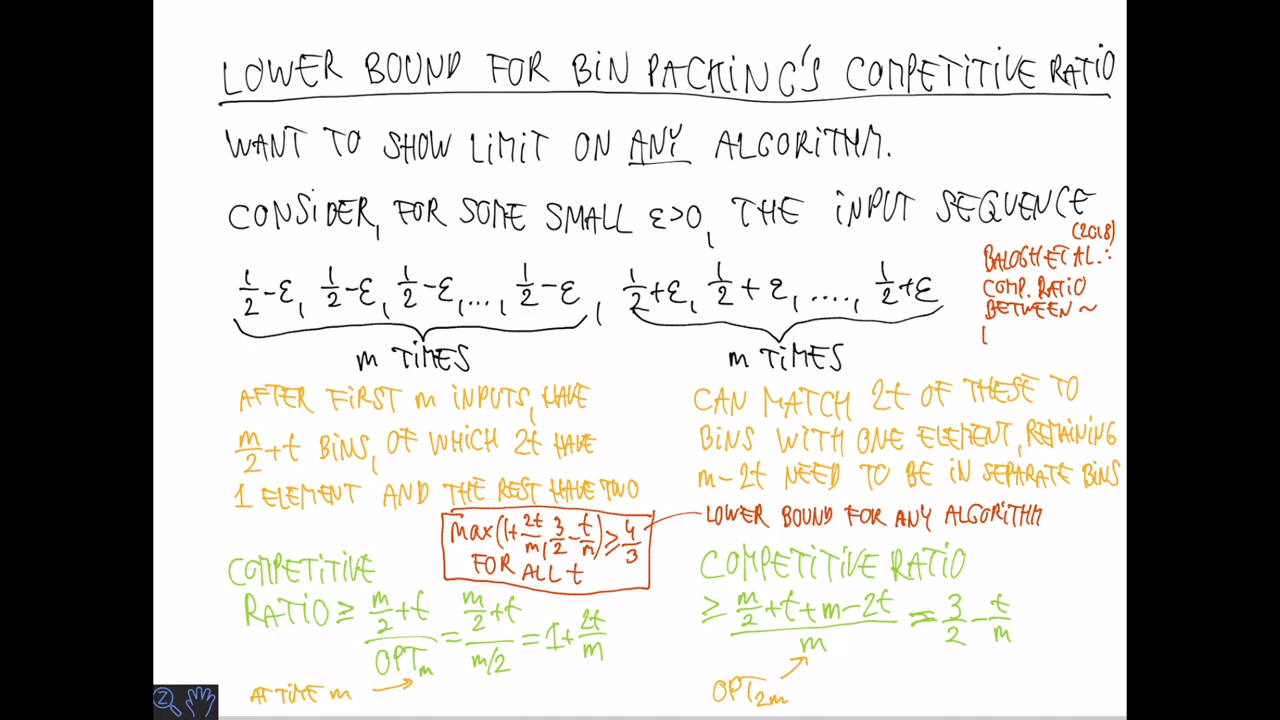 LOWER BOUND FOR BIN PACKING'S COMPETITIVE RATIO
WANT TO SHOW LIMIT ON ANY ALGORITHM.
CONSIDER, FOR SOME SMALL ε>0, THE INPUT SEQUENCE
1/2-ε, 1/2-ε, 1/2-ε, ..., 1/2-ε, 1/2+ε, 1/2+ε, ...., 1/2+ε
m TIMES
m TIMES
(2018)
BALOGH ET AL.:
COMP. RATIO
BETWEEN ~
1
AFTER FIRST m INPUTS, HAVE
m/2+t BINS, OF WHICH 2t HAVE
1 ELEMENT AND THE REST HAVE TWO
CAN MATCH 2t OF THESE TO
BINS WITH ONE ELEMENT, REMAINING
m-2t NEED TO BE IN SEPARATE BINS
max(1+2t/m, 3/2-t/m)≥4/3
FOR ALL t
LOWER BOUND FOR ANY ALGORITHM
COMPETITIVE
RATIO ≥ (m/2+t)/OPTm = (m/2+t)/(m/2) = 1+2t/m
AT TIME m
COMPETITIVE RATIO
≥ (m/2+t+m-2t)/m = 3/2-t/m
OPT2m